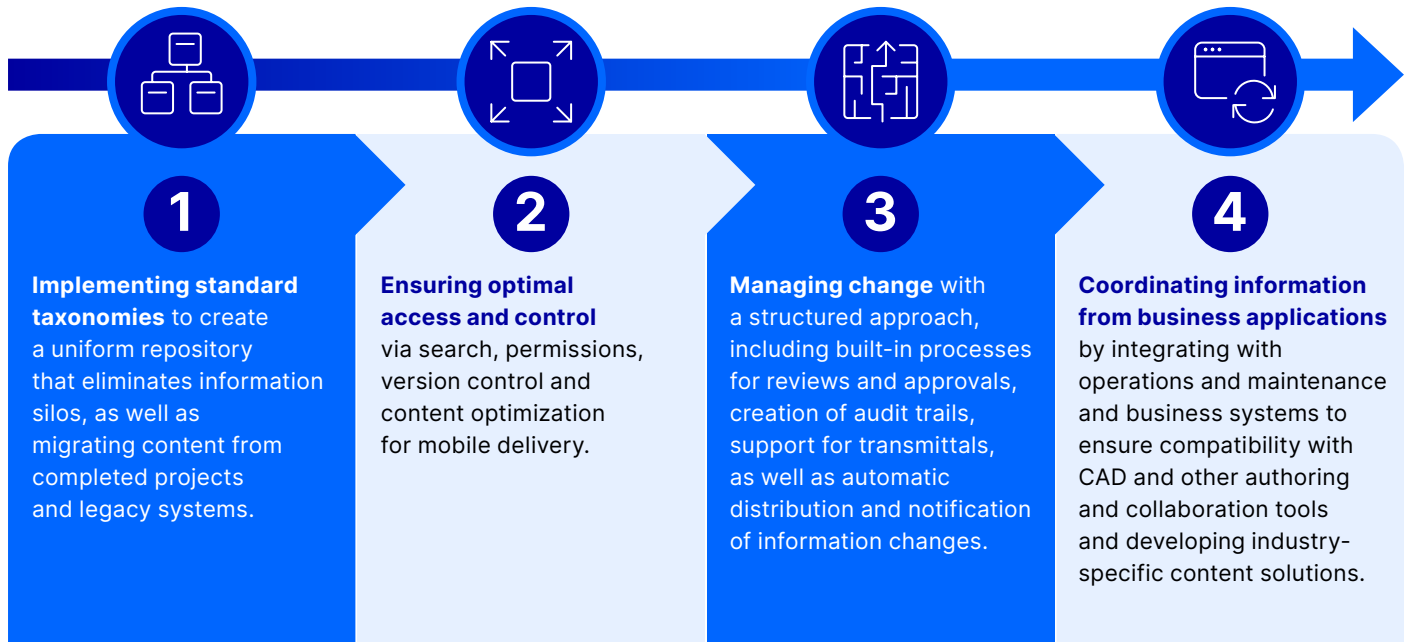 1
Implementing standard
taxonomies to create
a uniform repository
that eliminates information
silos, as well as
migrating content from
completed projects
and legacy systems.
2
Ensuring optimal
access and control
via search, permissions,
version control and
content optimization
for mobile delivery.
3
Managing change with
a structured approach,
including built-in processes
for reviews and approvals,
creation of audit trails,
support for transmittals,
as well as automatic
distribution and notification
of information changes.
4
Coordinating information
from business applications
by integrating with
operations and maintenance
and business systems to
ensure compatibility with
CAD and other authoring
and collaboration tools
and developing industry-
specific content solutions.